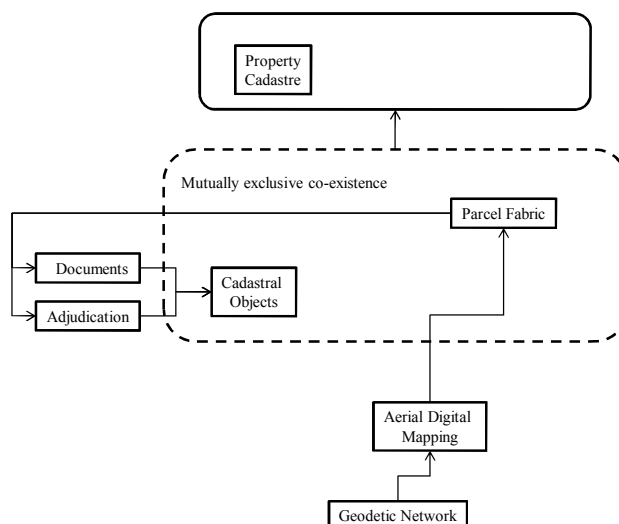 Property
Cadastre
Mutually exclusive co-existence
Parcel Fabric
Documents
Cadastral
Objects
Adjudication
Aerial Digital
Mapping
Geodetic Network